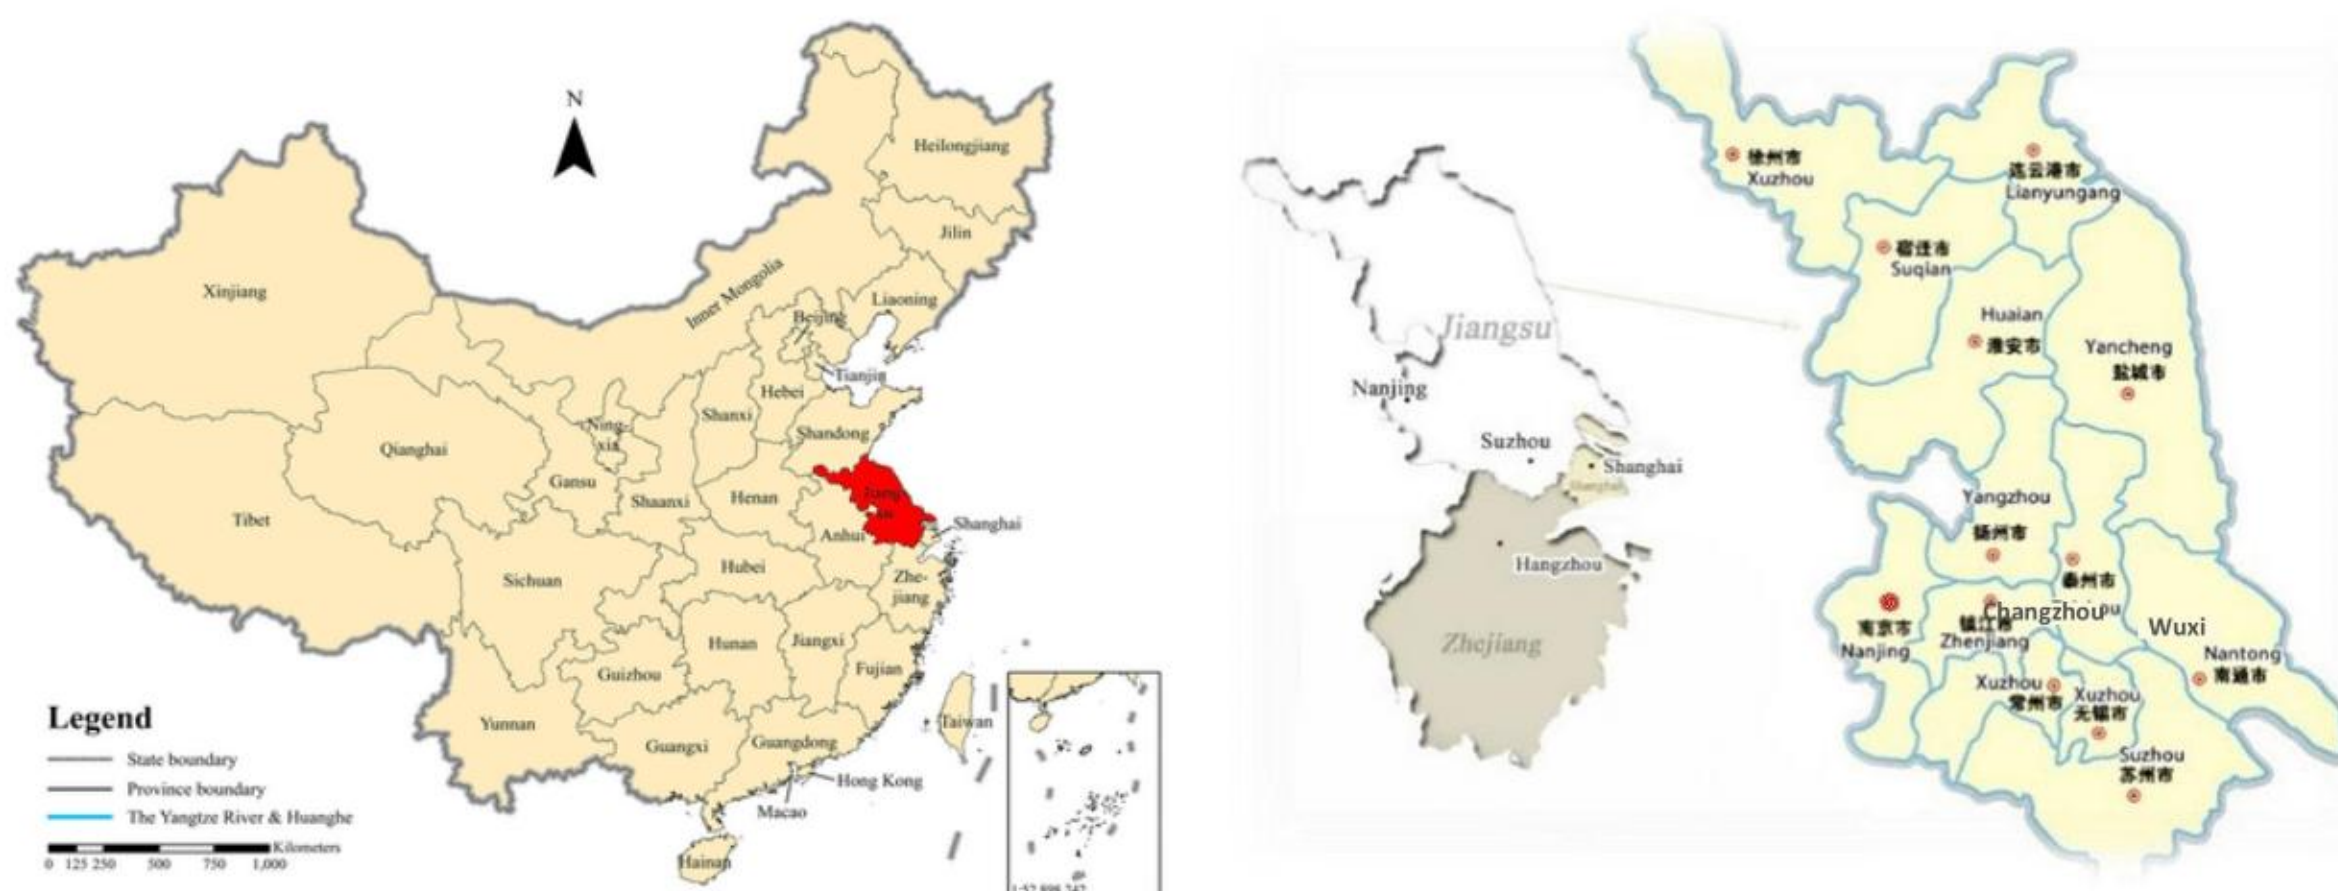 N
Heilongjiang
Jilin
Liaoning
Inner Mongolia
Xinjiang
Beijing
Tianjin
Hebei
Shanxi
Shandong
Ning-
xia
Qianghai
Gansu
Shaanxi
Henan
Tibet
Anhui
Shanghai
Sichuan
Hubei
Zhe-
jiang
Hunan
Jiangxi
Guizhou
Fujian
Yunnan
Guangxi
Guangdong
Taiwan
Hong Kong
Macao
Hainan
Legend
State boundary
Province boundary
The Yangtze River & Huanghe
Kilometers
0 125 250 500 750 1,000
Jiangsu
Nanjing
Suzhou
Shanghai
Shanghai
Hangzhou
Zhejiang
徐州市
Xuzhou
连云港市
Lianyungang
宿迁市
Suqian
Huaian
淮安市
Yancheng
盐城市
Yangzhou
扬州市
泰州市
Changzhou
Wuxi
南京市
Nanjing
镇江市
Zhenjiang
Nantong
南通市
Xuzhou
常州市
Xuzhou
无锡市
Suzhou
苏州市